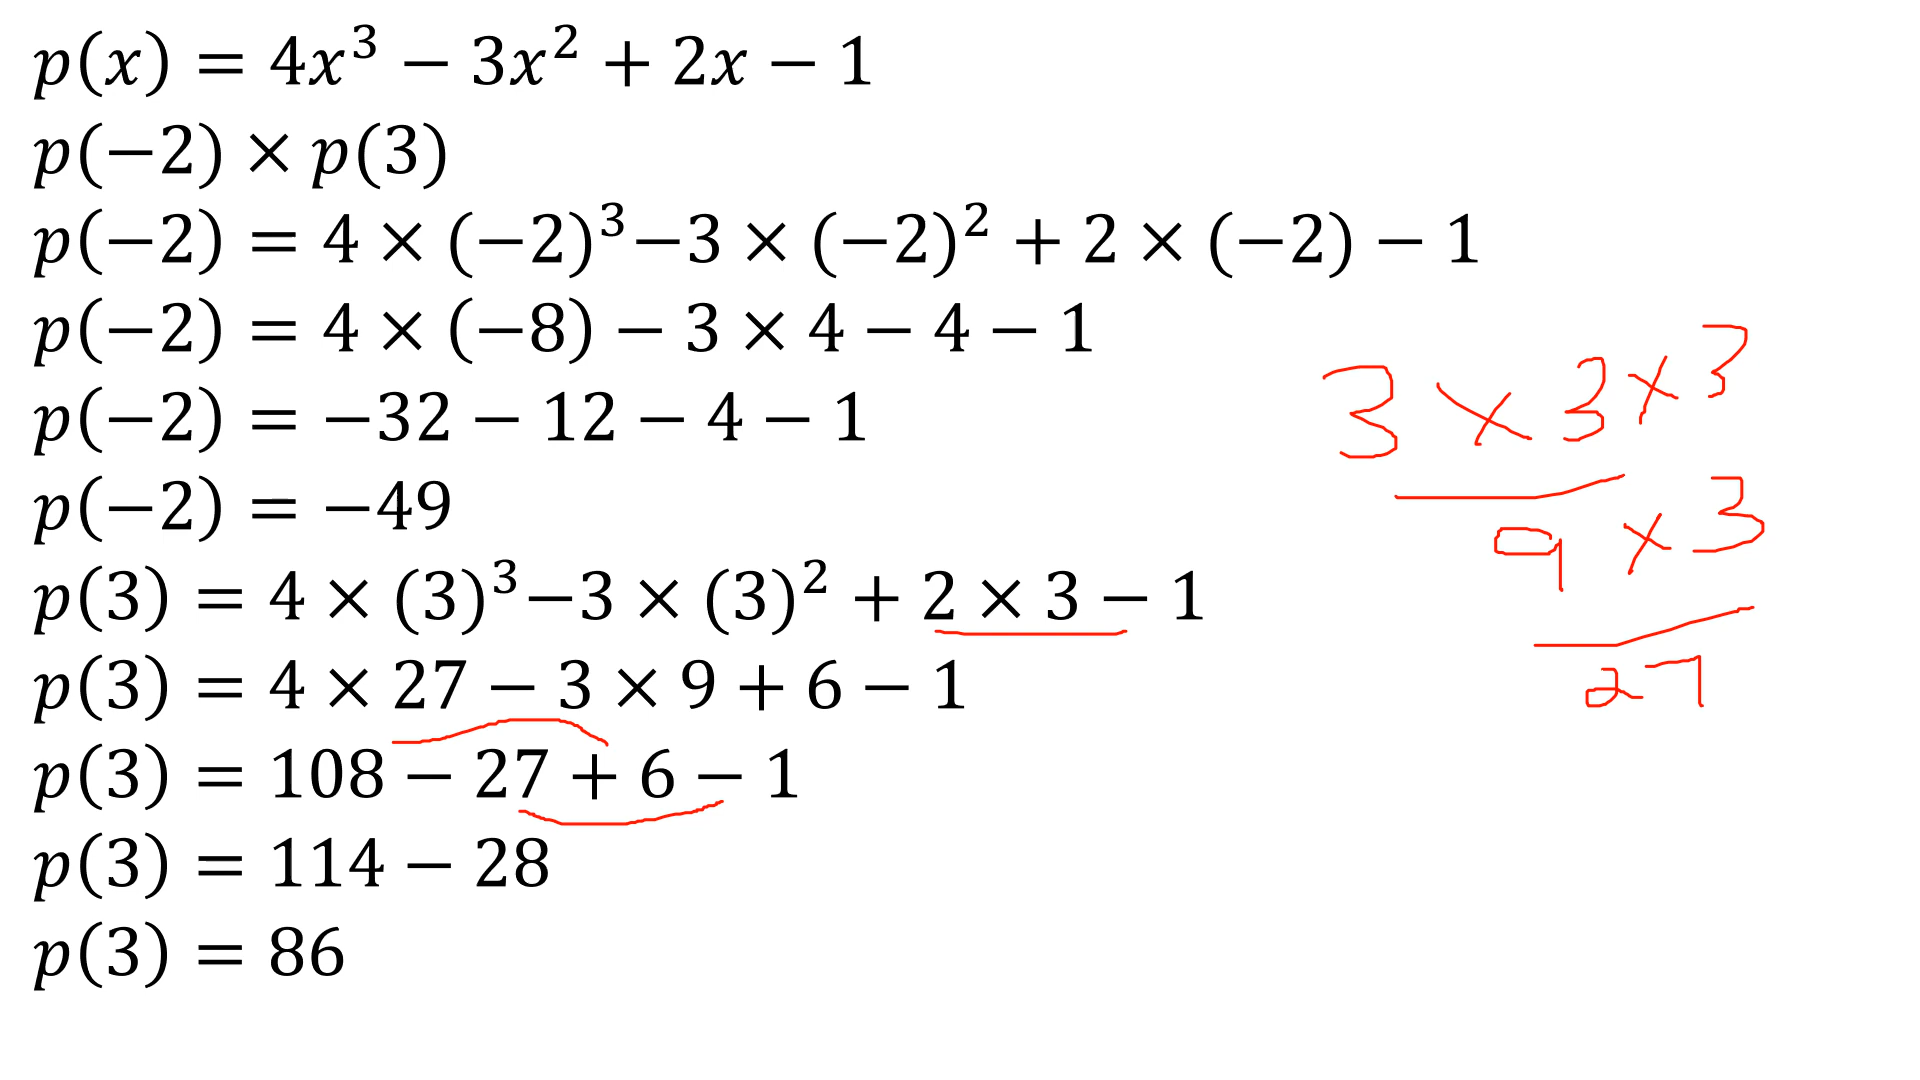 p(x) = 4x³ − 3x² + 2x − 1
p(−2) × p(3)
p(−2) = 4 × (−2)³−3 × (−2)² + 2 × (−2) − 1
p(−2) = 4 × (−8) − 3 × 4 − 4 − 1
p(−2) = −32 − 12 − 4 − 1
p(−2) = −49
p(3) = 4 × (3)³−3 × (3)² + 2 × 3 − 1
p(3) = 4 × 27 − 3 × 9 + 6 − 1
p(3) = 108 − 27 + 6 − 1
p(3) = 114 − 28
p(3) = 86
3 × 3 × 3
9 × 3
27